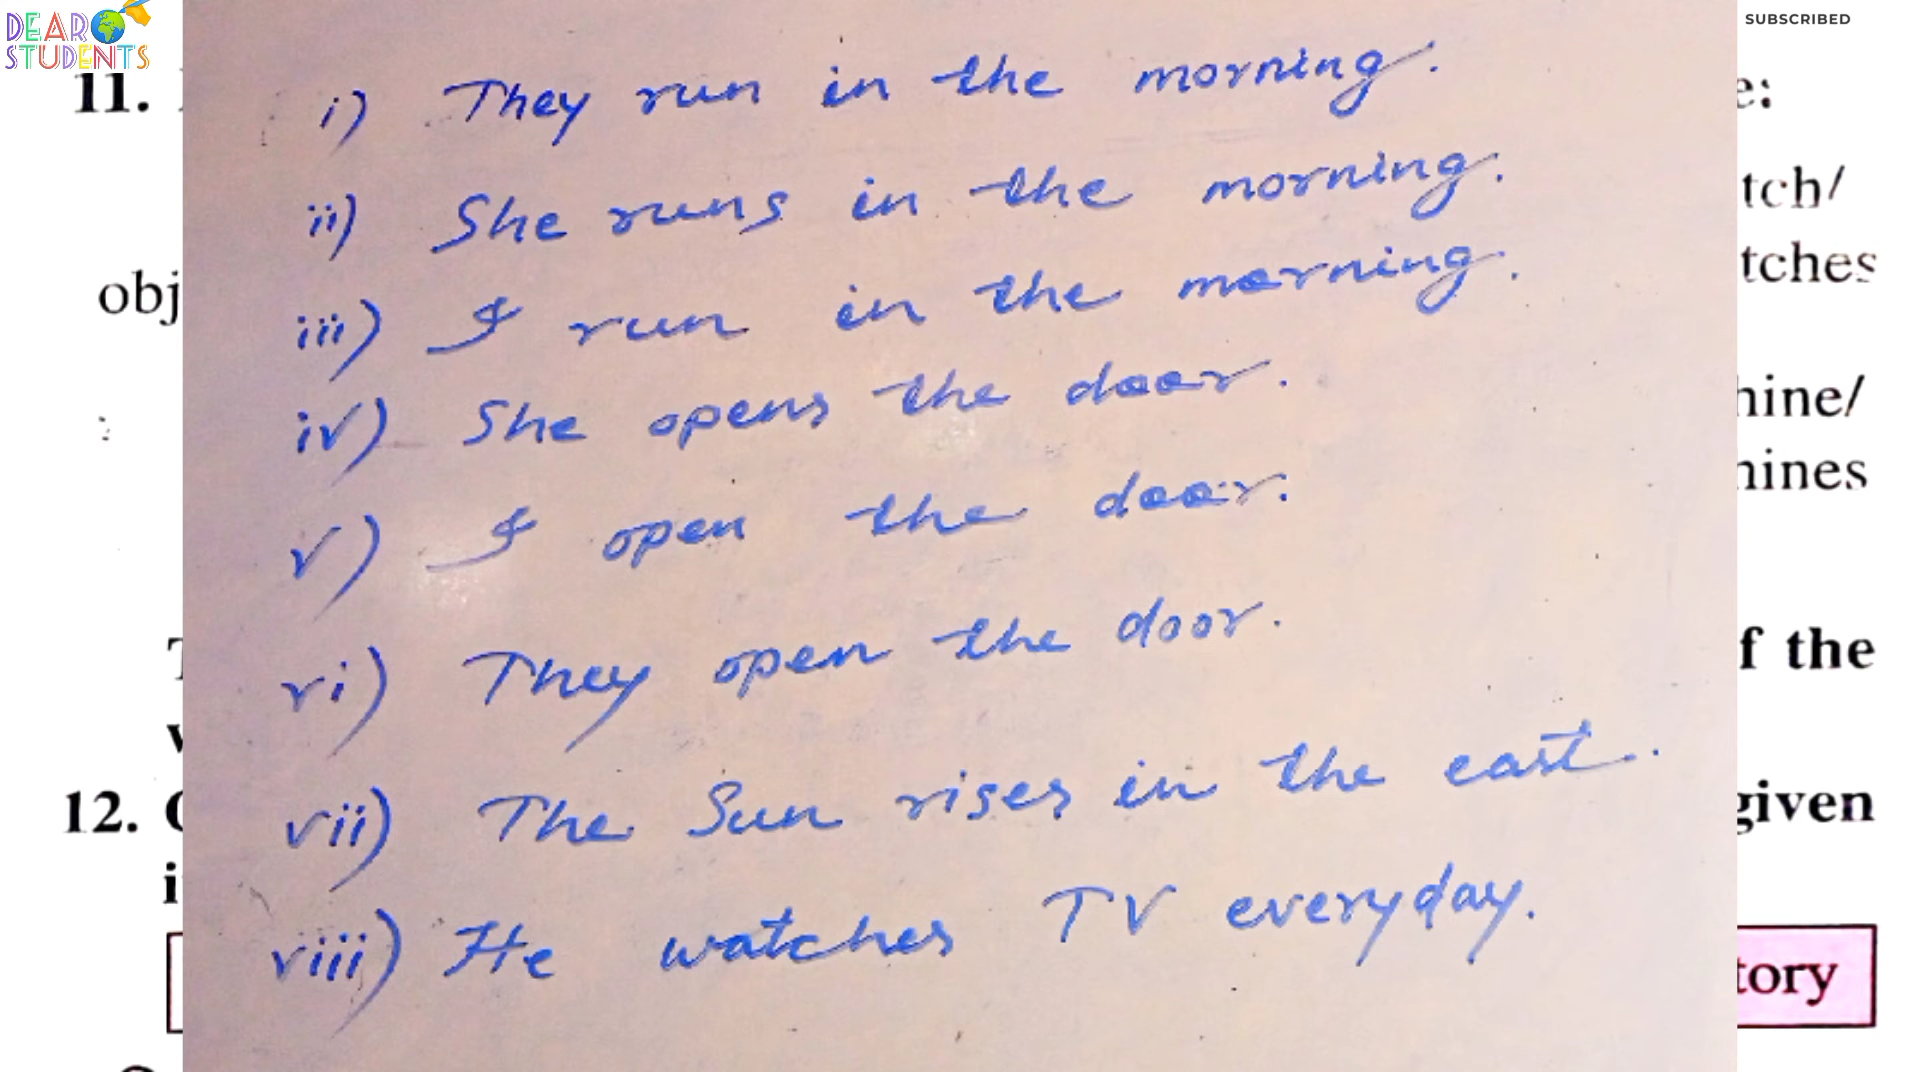 DEAR
STUDENTS
SUBSCRIBED
11.
e:
tch/
obj
tches
hine/
hines
f the
12.
given
tory
i) They run in the morning.
ii) She runs in the morning.
iii) I run in the morning.
iv) She opens the door.
v) I open the door.
vi) They open the door.
vii) The Sun rises in the east.
viii) He watches TV everyday.